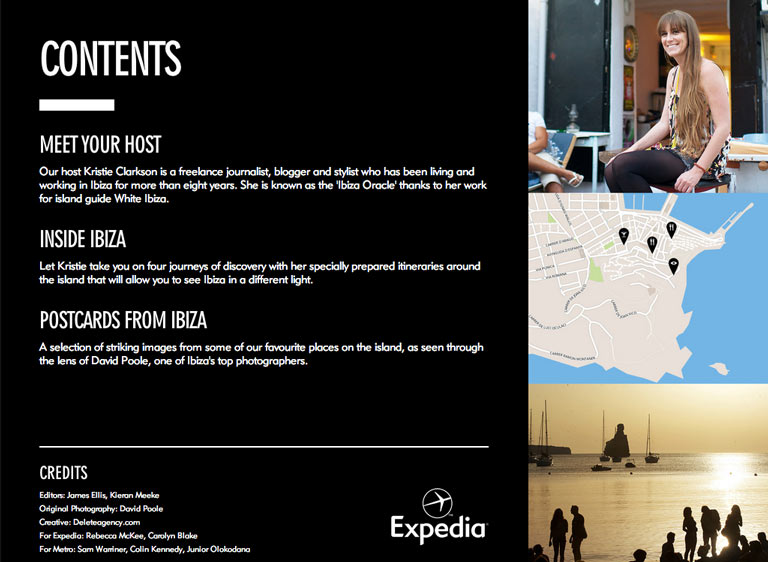 CONTENTS
MEET YOUR HOST
Our host Kristie Clarkson is a freelance journalist, blogger and stylist who has been living and
working in Ibiza for more than eight years. She is known as the 'Ibiza Oracle' thanks to her work
for island guide White Ibiza.
INSIDE IBIZA
Let Kristie take you on four journeys of discovery with her specially prepared itineraries around
the island that will allow you to see Ibiza in a different light.
POSTCARDS FROM IBIZA
A selection of striking images from some of our favourite places on the island, as seen through
the lens of David Poole, one of Ibiza's top photographers.
CREDITS
Editors: James Ellis, Kieran Meeke
Original Photography: David Poole
Creative: Deleteagency.com
For Expedia: Rebecca McKee, Carolyn Blake
For Metro: Sam Warriner, Colin Kennedy, Junior Olokodana
Expedia
VIA PUNICA
VIA ROMANA